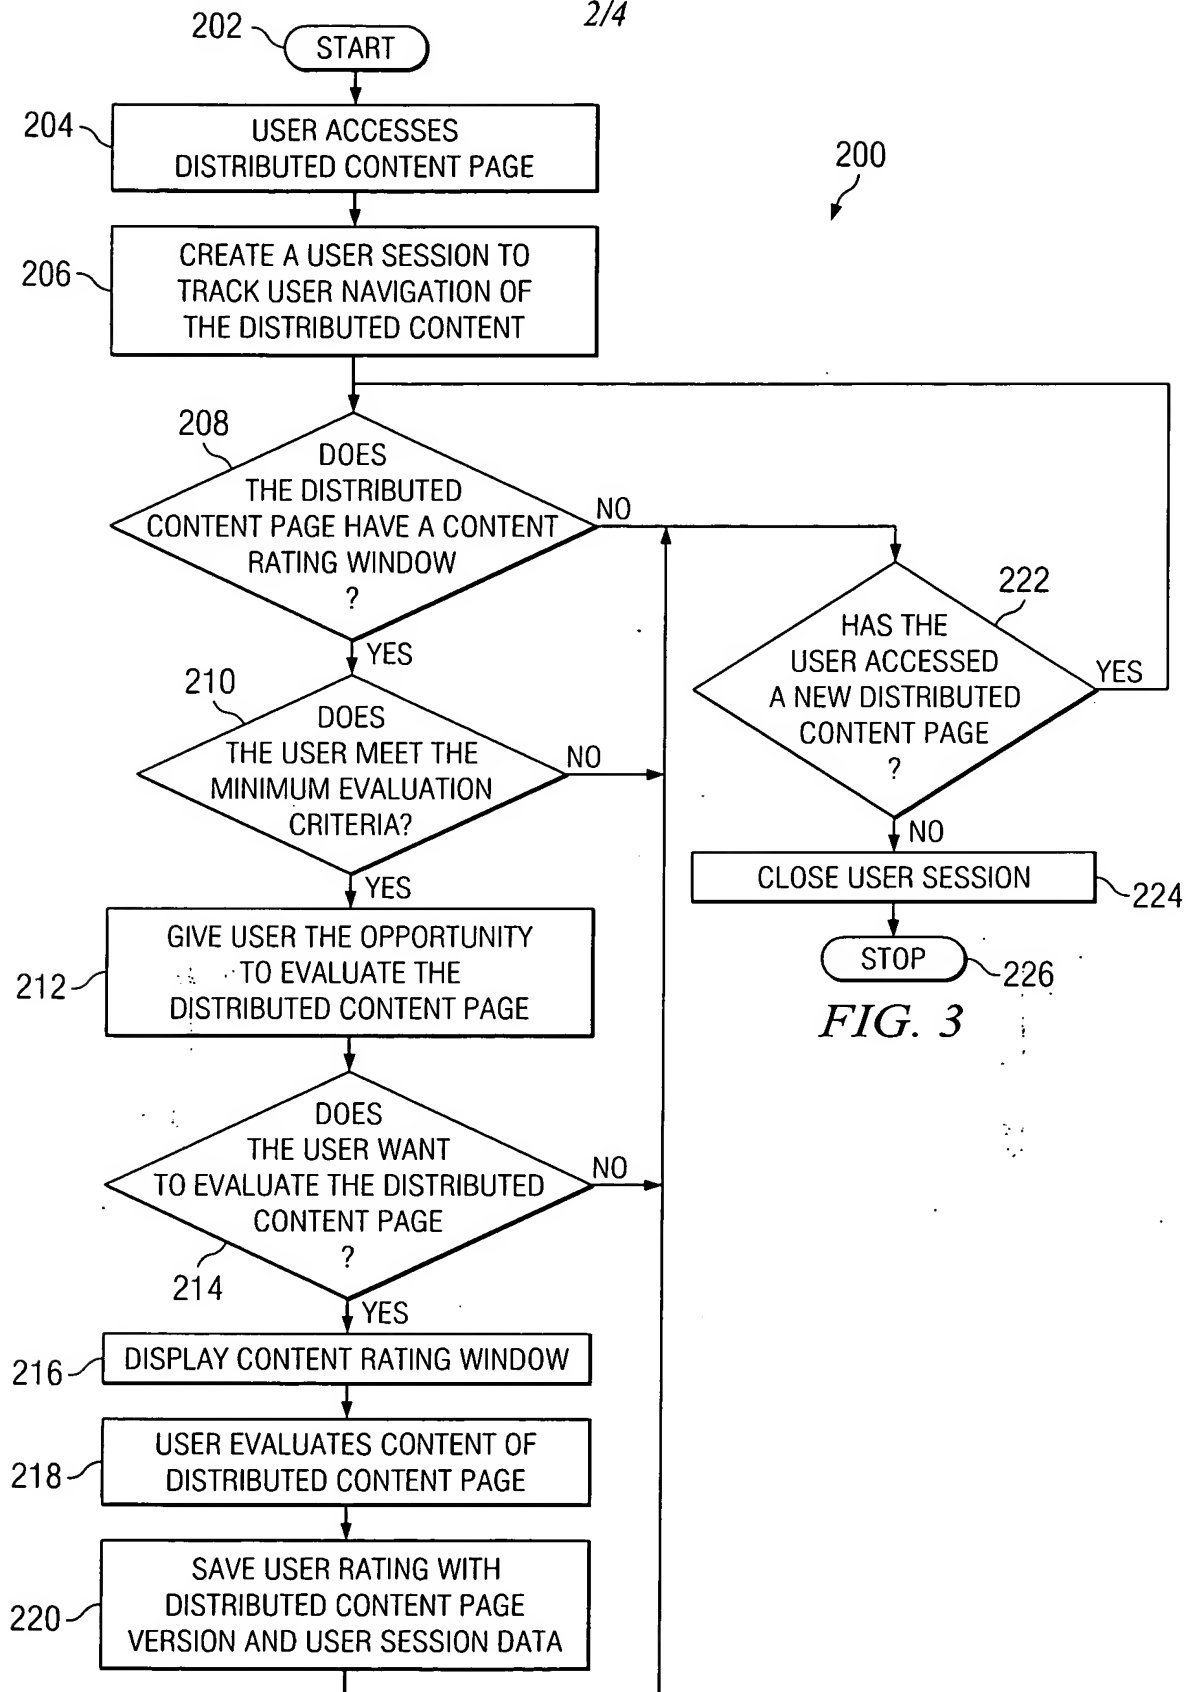 2/4
202
START
204
USER ACCESSES
DISTRIBUTED CONTENT PAGE
200
206
CREATE A USER SESSION TO
TRACK USER NAVIGATION OF
THE DISTRIBUTED CONTENT
208
DOES
THE DISTRIBUTED
CONTENT PAGE HAVE A CONTENT
RATING WINDOW
?
NO
YES
222
HAS THE
USER ACCESSED
A NEW DISTRIBUTED
CONTENT PAGE
?
YES
NO
210
DOES
THE USER MEET THE
MINIMUM EVALUATION
CRITERIA?
NO
YES
CLOSE USER SESSION
224
STOP
226
FIG. 3
212
GIVE USER THE OPPORTUNITY
TO EVALUATE THE
DISTRIBUTED CONTENT PAGE
DOES
THE USER WANT
TO EVALUATE THE DISTRIBUTED
CONTENT PAGE
?
NO
214
YES
216
DISPLAY CONTENT RATING WINDOW
218
USER EVALUATES CONTENT OF
DISTRIBUTED CONTENT PAGE
220
SAVE USER RATING WITH
DISTRIBUTED CONTENT PAGE
VERSION AND USER SESSION DATA